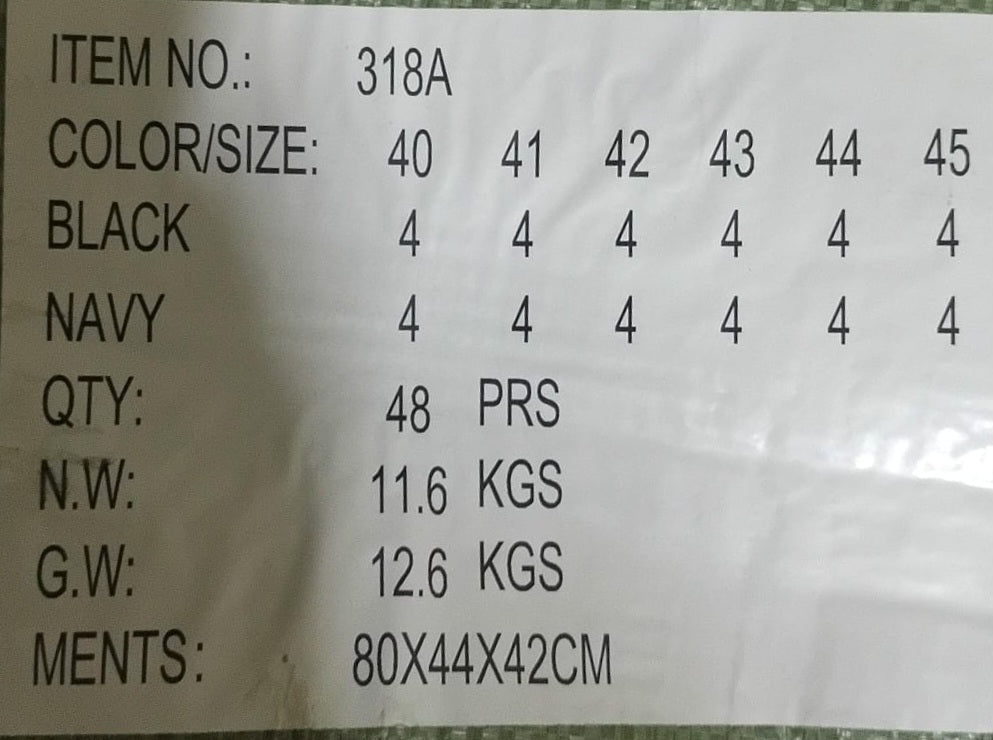 ITEM NO.: 318A
COLOR/SIZE: 40 41 42 43 44 45
BLACK 4 4 4 4 4 4
NAVY 4 4 4 4 4 4
QTY: 48 PRS
N.W: 11.6 KGS
G.W: 12.6 KGS
MENTS: 80X44X42CM